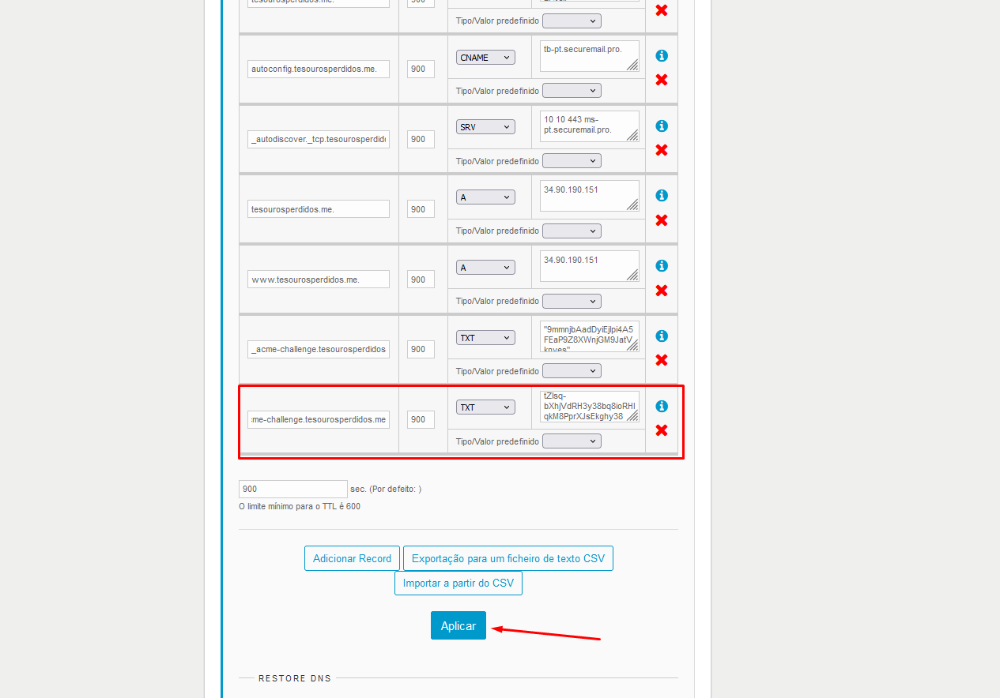 tesourosperdidos.me.
900
Tipo/Valor predefinido
autoconfig.tesourosperdidos.me.
900
CNAME
tb-pt.securemail.pro.
Tipo/Valor predefinido
_autodiscover._tcp.tesourosperdid
900
SRV
10 10 443 ms-
pt.securemail.pro.
Tipo/Valor predefinido
tesourosperdidos.me.
900
A
34.90.190.151
Tipo/Valor predefinido
www.tesourosperdidos.me.
900
A
34.90.190.151
Tipo/Valor predefinido
_acme-challenge.tesourosperdidos
900
TXT
Tipo/Valor predefinido
me-challenge.tesourosperdidos.me
900
TXT
Tipo/Valor predefinido
900 sec. (Por defeito: )
O limite mínimo para o TTL é 600
Adicionar Record
Exportação para um ficheiro de texto CSV
Importar a partir do CSV
Aplicar
RESTORE DNS